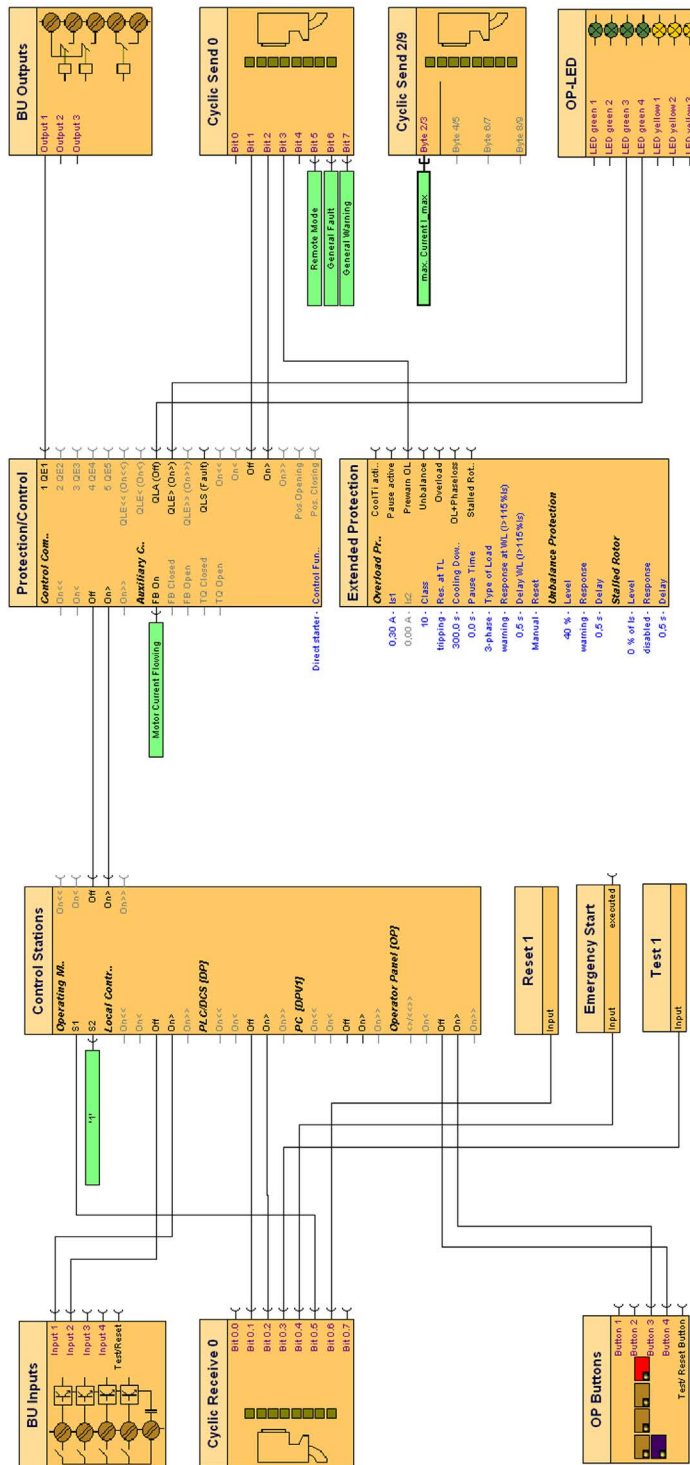 BU Inputs
Input 1
Input 2
Input 3
Input 4
Test/Reset
Cyclic Receive 0
Bit 0.0
Bit 0.1
Bit 0.2
Bit 0.3
Bit 0.4
Bit 0.5
Bit 0.6
Bit 0.7
OP Buttons
Button 1
Button 2
Button 3
Button 4
Test/ Reset Button
'1'
Control Stations
Operating M..
S1
S2
Local Contr..
On<<
On<
Off
On>
On>>
PLC/DCS [DP]
On<<
On<
Off
On>
On>>
PC [DPV1]
On<<
On<
Off
On>
On>>
Operator Panel [OP]
<>/<<>>
On<
Off
On>
On>>
On<<
On<
Off
On>
On>>
Reset 1
Input
Emergency Start
Input
executed
Test 1
Input
Motor Current Flowing
Protection/Control
Control Com..
On<<
On<
Off
On>
On>>
Auxiliary C..
FB On
FB Closed
FB Open
TQ Closed
TQ Open
Direct starter - Control Fun..
1 QE1
2 QE2
3 QE3
4 QE4
5 QE5
QLE<< (On<<)
QLE< (On<)
QLA (Off)
QLE> (On>)
QLE>> (On>>)
QLS (Fault)
On<<
On<
Off
On>
On>>
Pos.Opening
Pos. Closing
Extended Protection
Overload Pr..
0,30 A - Is1
0,00 A - Is2
10 - Class
tripping - Res. at TL
300,0 s - Cooling Dow..
0,0 s - Pause Time
3-phase - Type of Load
warning - Response at WL (I>115%Is)
0,5 s - Delay WL (I>115%Is)
Manual - Reset
Unbalance Protection
40 % - Level
warning - Response
0,5 s - Delay
Stalled Rotor
0 % of Is - Level
disabled - Response
0,5 s - Delay
CoolTi acti..
Pause active
Prewarn OL
Unbalance
Overload
OL+Phaseloss
Stalled Rot..
BU Outputs
Output 1
Output 2
Output 3
Cyclic Send 0
Bit 0
Bit 1
Bit 2
Bit 3
Bit 4
Bit 5
Bit 6
Bit 7
Remote Mode
General Fault
General Warning
Cyclic Send 2/9
Byte 2/3
Byte 4/5
Byte 6/7
Byte 8/9
max. Current I_max
OP-LED
LED green 1
LED green 2
LED green 3
LED green 4
LED yellow 1
LED yellow 2
LED yellow 3